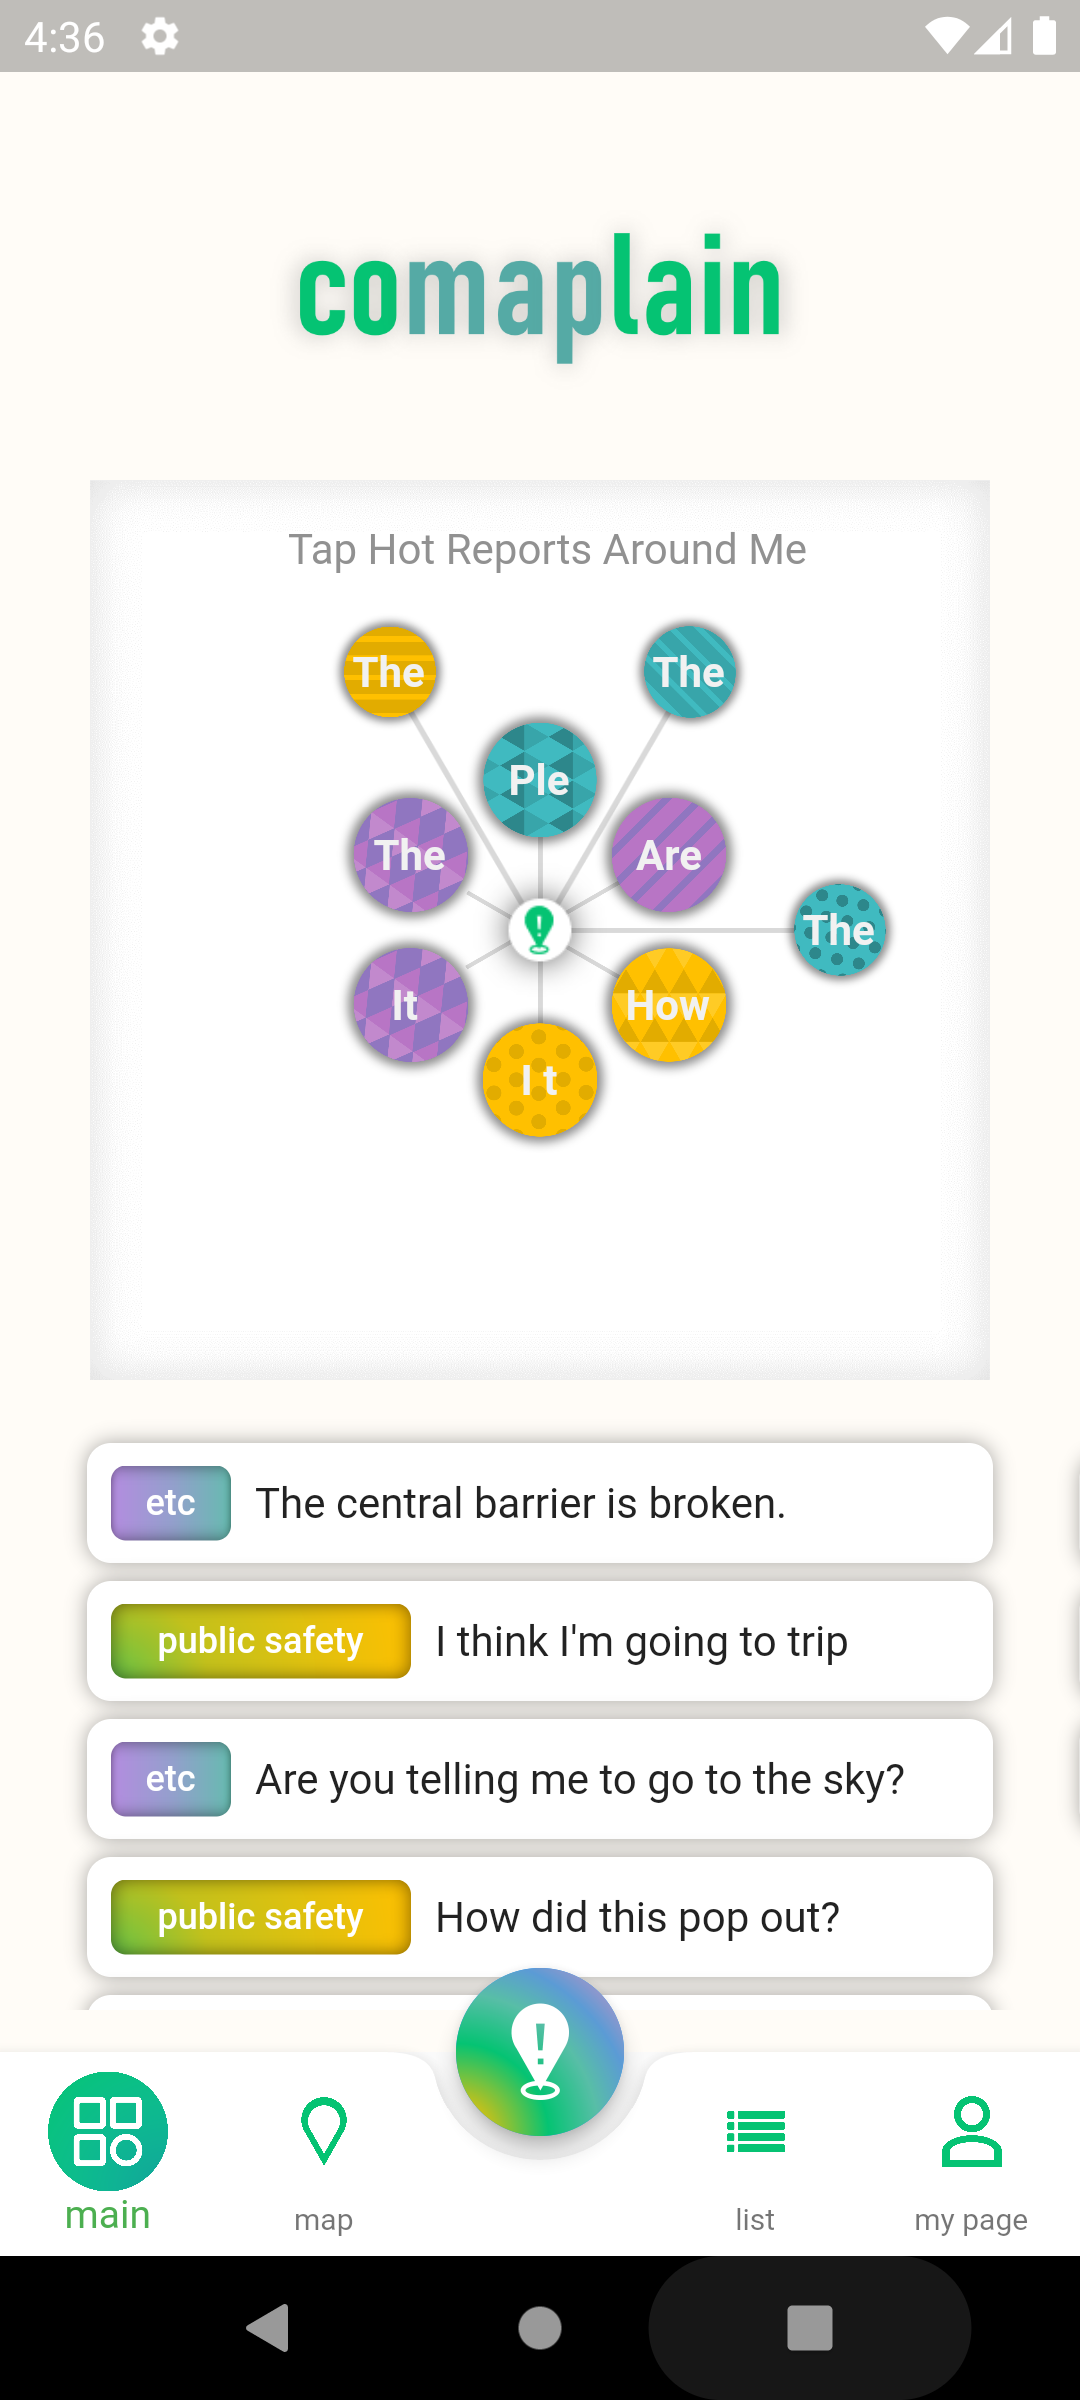 4:36
comaplain
Tap Hot Reports Around Me
The
The
Ple
The
Are
The
It
How
I t
etc
The central barrier is broken.
public safety
I think I'm going to trip
etc
Are you telling me to go to the sky?
public safety
How did this pop out?
main
map
list
my page